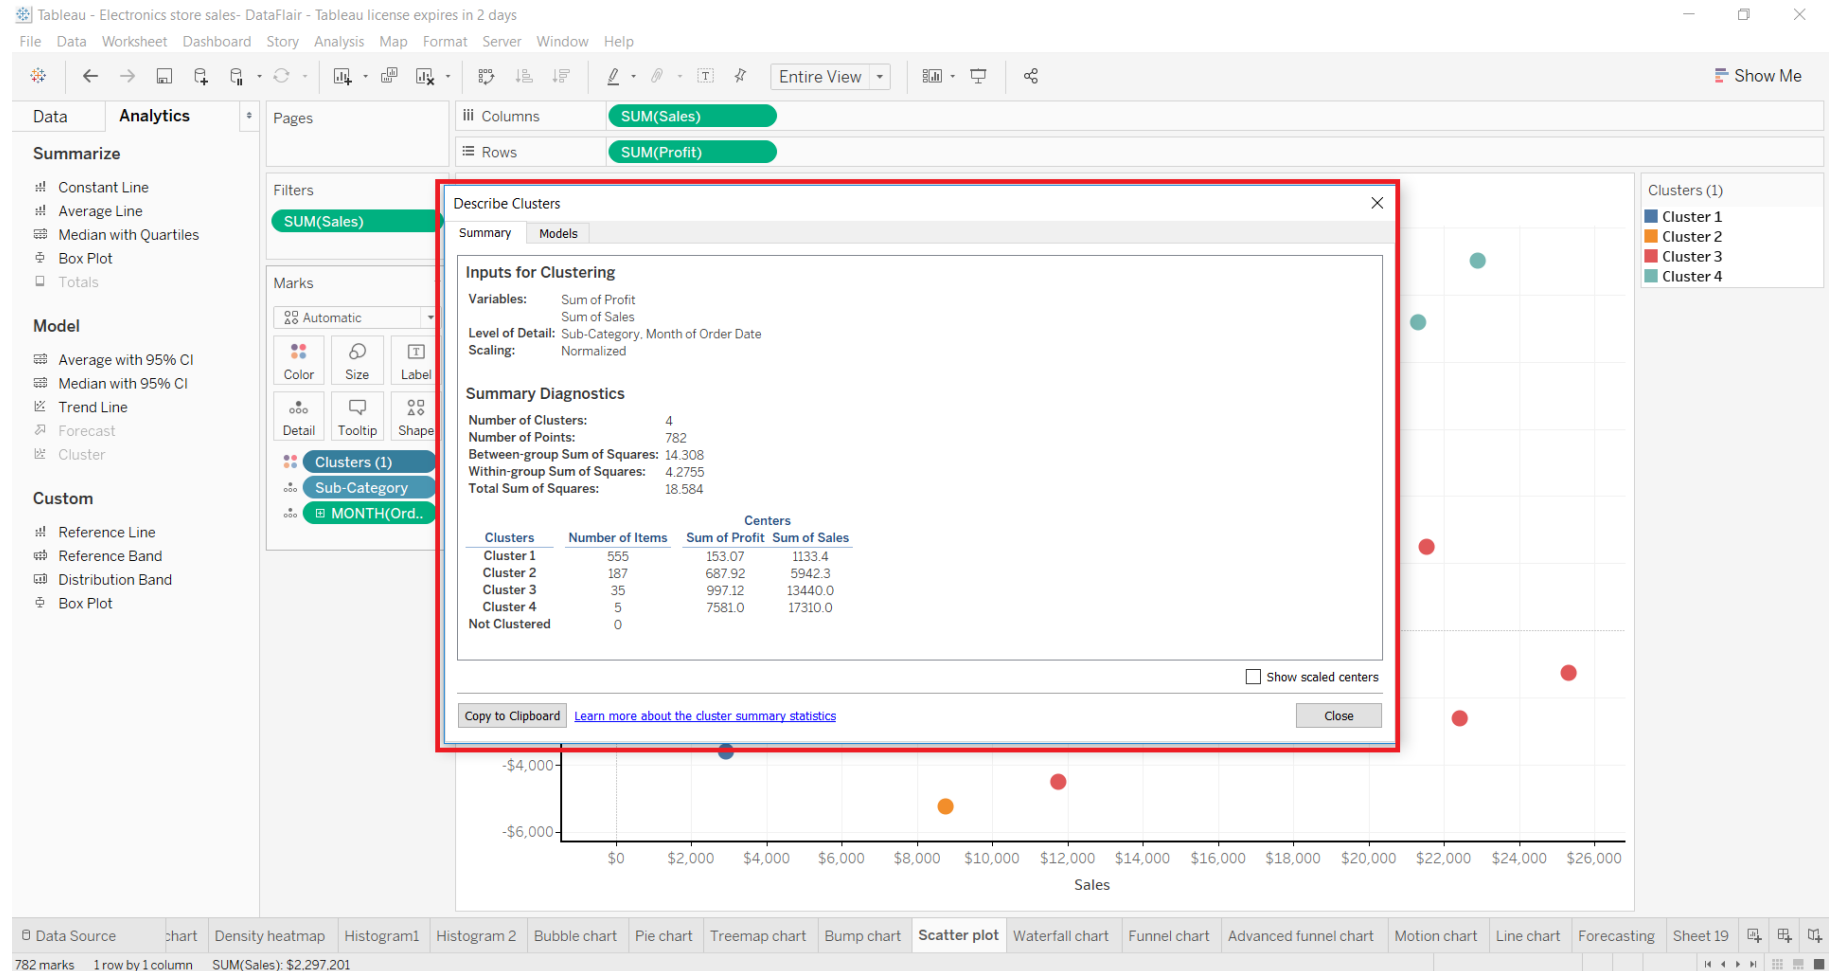 Tableau - Electronics store sales- DataFlair - Tableau license expires in 2 days
File Data Worksheet Dashboard Story Analysis Map Format Server Window Help
Entire View
Show Me
Data Analytics
Summarize
Constant Line
Average Line
Median with Quartiles
Box Plot
Totals
Model
Average with 95% CI
Median with 95% CI
Trend Line
Forecast
Cluster
Custom
Reference Line
Reference Band
Distribution Band
Box Plot
Pages
Filters
SUM(Sales)
Marks
Automatic
Color Size Label
Detail Tooltip Shape
Clusters (1)
Sub-Category
MONTH(Ord..
Columns SUM(Sales)
Rows SUM(Profit)
Describe Clusters
Summary Models
Inputs for Clustering
Variables: Sum of Profit
Sum of Sales
Level of Detail: Sub-Category, Month of Order Date
Scaling: Normalized
Summary Diagnostics
Number of Clusters: 4
Number of Points: 782
Between-group Sum of Squares: 14.308
Within-group Sum of Squares: 4.2755
Total Sum of Squares: 18.584
Centers
Clusters Number of Items Sum of Profit Sum of Sales
Cluster 1 555 153.07 1133.4
Cluster 2 187 687.92 5942.3
Cluster 3 35 997.12 13440.0
Cluster 4 5 7581.0 17310.0
Not Clustered 0
Show scaled centers
Copy to Clipboard Learn more about the cluster summary statistics Close
-$4,000
-$6,000
$0 $2,000 $4,000 $6,000 $8,000 $10,000 $12,000 $14,000 $16,000 $18,000 $20,000 $22,000 $24,000 $26,000
Sales
Clusters (1)
Cluster 1
Cluster 2
Cluster 3
Cluster 4
Data Source chart Density heatmap Histogram1 Histogram 2 Bubble chart Pie chart Treemap chart Bump chart Scatter plot Waterfall chart Funnel chart Advanced funnel chart Motion chart Line chart Forecasting Sheet 19
782 marks 1 row by 1 column SUM(Sales): $2,297,201